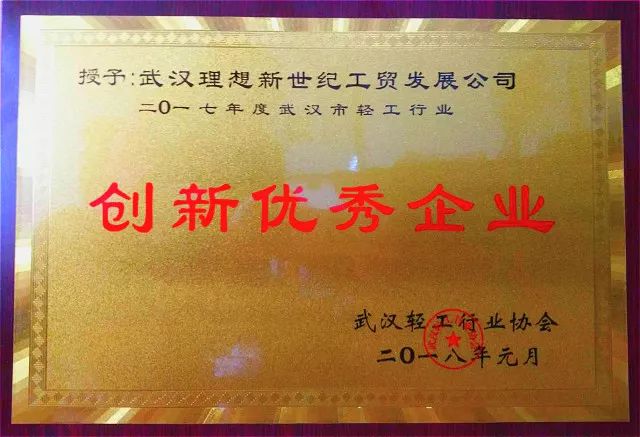 授予:武汉理想新世纪工贸发展公司
二O一七年度武汉市轻工行业
创新优秀企业
武汉轻工行业协会
二O一八年元月